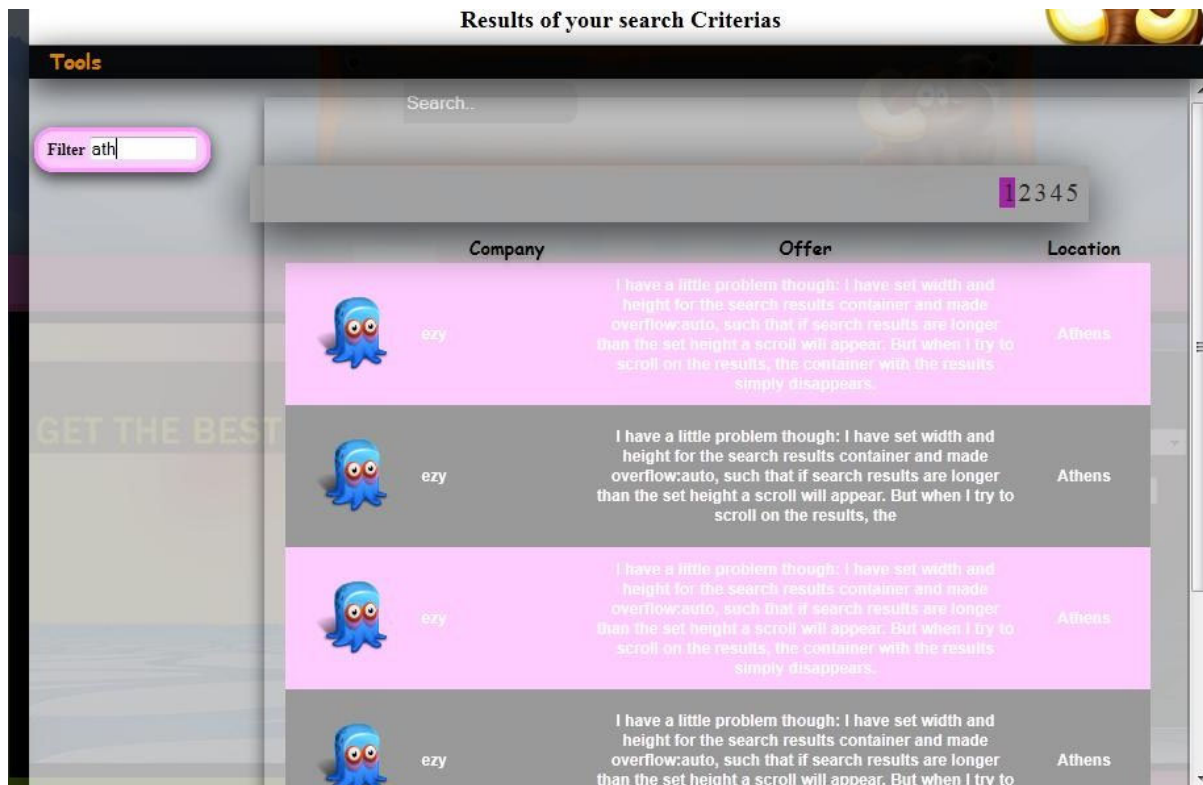 Results of your search Criterias
Tools
Search..
Filter ath
12345
Company Offer Location
I have a little problem though: I have set width and
height for the search results container and made
overflow:auto, such that if search results are longer
than the set height a scroll will appear. But when I try to
scroll on the results, the container with the results
simply disappears.
ezy
Athens
GET THE BEST
I have a little problem though: I have set width and
height for the search results container and made
overflow:auto, such that if search results are longer
than the set height a scroll will appear. But when I try to
scroll on the results, the
ezy
Athens
I have a little problem though: I have set width and
height for the search results container and made
overflow:auto, such that if search results are longer
than the set height a scroll will appear. But when I try to
scroll on the results, the container with the results
simply disappears.
ezy
Athens
I have a little problem though: I have set width and
height for the search results container and made
overflow:auto, such that if search results are longer
than the set height a scroll will appear. But when I try to
ezy
Athens